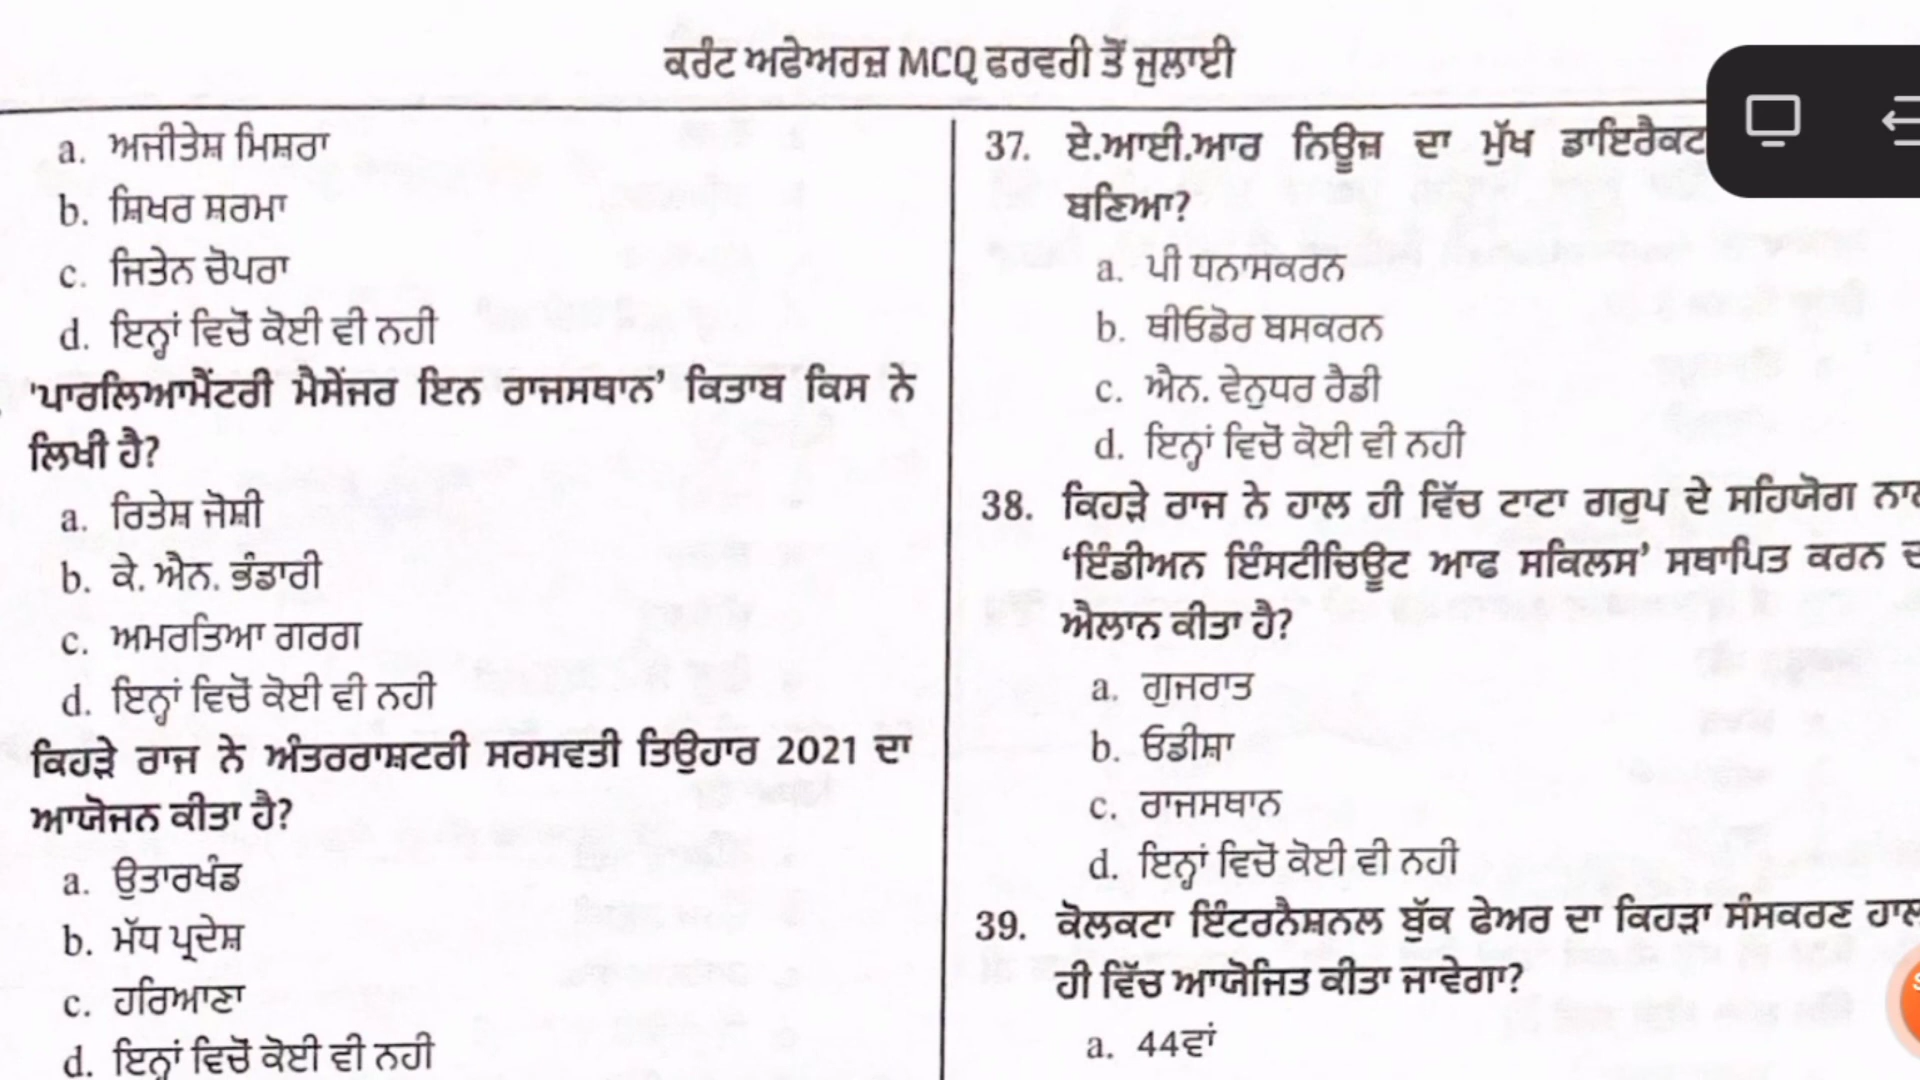 ਕਰੰਟ ਅਫੇਅਰਜ਼ MCQ ਫਰਵਰੀ ਤੋਂ ਜੁਲਾਈ
a. ਅਜੀਤੇਸ਼ ਮਿਸ਼ਰਾ
b. ਸ਼ਿਖਰ ਸ਼ਰਮਾ
c. ਜਿਤੇਨ ਚੋਪਰਾ
d. ਇਨ੍ਹਾਂ ਵਿਚੋਂ ਕੋਈ ਵੀ ਨਹੀ
'ਪਾਰਲਿਆਮੈਂਟਰੀ ਮੈਸੇਂਜਰ ਇਨ ਰਾਜਸਥਾਨ’ ਕਿਤਾਬ ਕਿਸ ਨੇ
ਲਿਖੀ ਹੈ?
a. ਰਿਤੇਸ਼ ਜੋਸ਼ੀ
b. ਕੇ. ਐਨ. ਭੰਡਾਰੀ
c. ਅਮਰਤਿਆ ਗਰਗ
d. ਇਨ੍ਹਾਂ ਵਿਚੋਂ ਕੋਈ ਵੀ ਨਹੀ
ਕਿਹੜੇ ਰਾਜ ਨੇ ਅੰਤਰਰਾਸ਼ਟਰੀ ਸਰਸਵਤੀ ਤਿਉਹਾਰ 2021 ਦਾ
ਆਯੋਜਨ ਕੀਤਾ ਹੈ?
a. ਉਤਾਰਖੰਡ
b. ਮੱਧ ਪ੍ਰਦੇਸ਼
c. ਹਰਿਆਣਾ
d. ਇਨ੍ਹਾਂ ਵਿਚੋਂ ਕੋਈ ਵੀ ਨਹੀ
37. ਏ.ਆਈ.ਆਰ ਨਿਊਜ਼ ਦਾ ਮੁੱਖ
ਬਣਿਆ?
a. ਪੀ ਧਨਾਸਕਰਨ
b. ਥੀਓਡੋਰ ਬਸਕਰਨ
c. ਐਨ. ਵੇਨੁਧਰ ਰੈਡੀ
d. ਇਨ੍ਹਾਂ ਵਿਚੋਂ ਕੋਈ ਵੀ ਨਹੀ
38. ਕਿਹੜੇ ਰਾਜ ਨੇ ਹਾਲ ਹੀ ਵਿੱਚ ਟਾਟਾ ਗਰੁਪ ਦੇ ਸਹਿਯੋਗ
‘ਇੰਡੀਅਨ ਇੰਸਟੀਚਿਊਟ ਆਫ ਸਕਿਲਸ’ ਸਥਾਪਿਤ ਕਰਨ
ਐਲਾਨ ਕੀਤਾ ਹੈ?
a. ਗੁਜਰਾਤ
b. ਓਡੀਸ਼ਾ
c. ਰਾਜਸਥਾਨ
d. ਇਨ੍ਹਾਂ ਵਿਚੋਂ ਕੋਈ ਵੀ ਨਹੀ
39. ਕੋਲਕਟਾ ਇੰਟਰਨੈਸ਼ਨਲ ਬੁੱਕ ਫੇਅਰ ਦਾ ਕਿਹੜਾ ਸੰਸਕਰਣ ਹਾਲ
ਹੀ ਵਿੱਚ ਆਯੋਜਿਤ ਕੀਤਾ ਜਾਵੇਗਾ?
a. 44ਵਾਂ